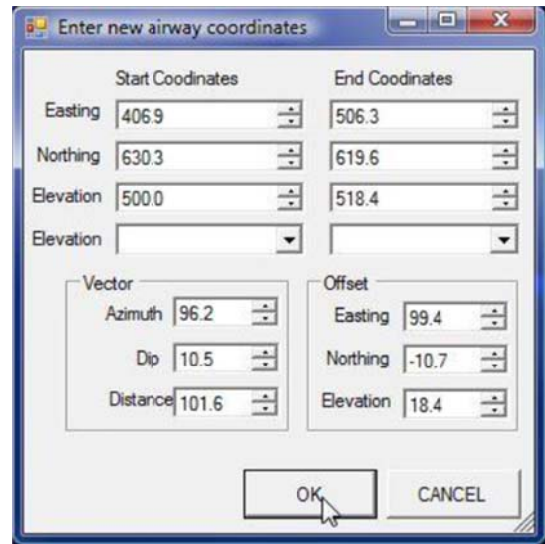 Enter new airway coordinates
Start Coodinates End Coodinates
Easting 406.9 506.3
Northing 630.3 619.6
Elevation 500.0 518.4
Elevation
Vector Offset
Azimuth 96.2 Easting 99.4
Dip 10.5 Northing -10.7
Distance 101.6 Elevation 18.4
OK CANCEL